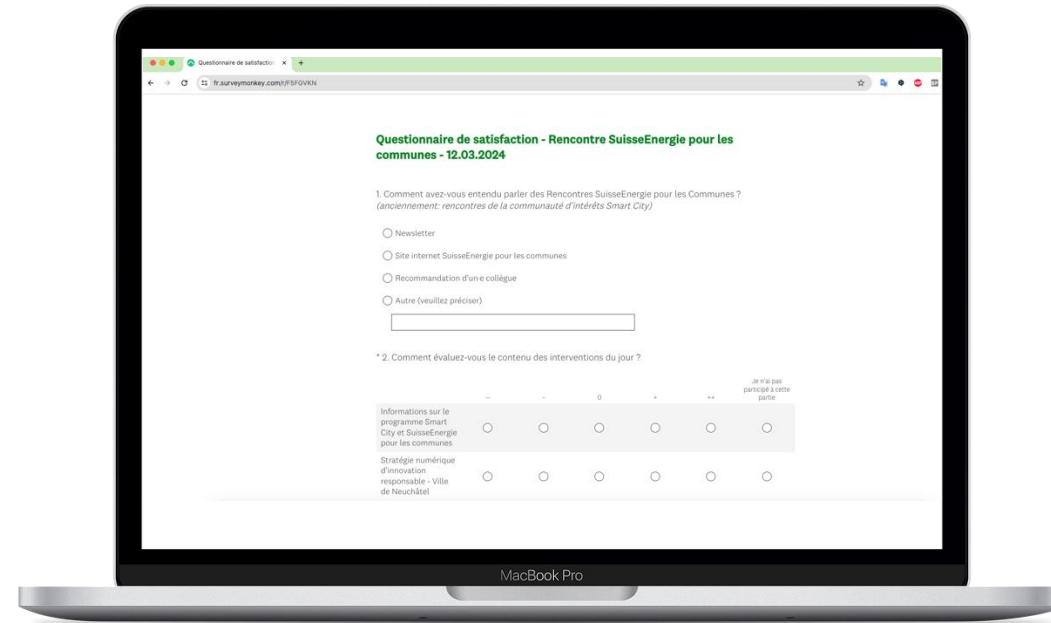 Questionnaire de satisfaction
fr.surveymonkey.com/r/F5FGVKN
Questionnaire de satisfaction - Rencontre SuisseEnergie pour les
communes - 12.03.2024
1. Comment avez-vous entendu parler des Rencontres SuisseEnergie pour les Communes ?
(anciennement: rencontres de la communauté d'intérêts Smart City)
Newsletter
Site internet SuisseEnergie pour les communes
Recommandation d'un·e collègue
Autre (veuillez préciser)
* 2. Comment évaluez-vous le contenu des interventions du jour ?
-- - 0 + ++ Je n'ai pas
participé à cette
partie
Informations sur le
programme Smart
City et SuisseEnergie
pour les communes
Stratégie numérique
d'innovation
responsable - Ville
de Neuchâtel
MacBook Pro